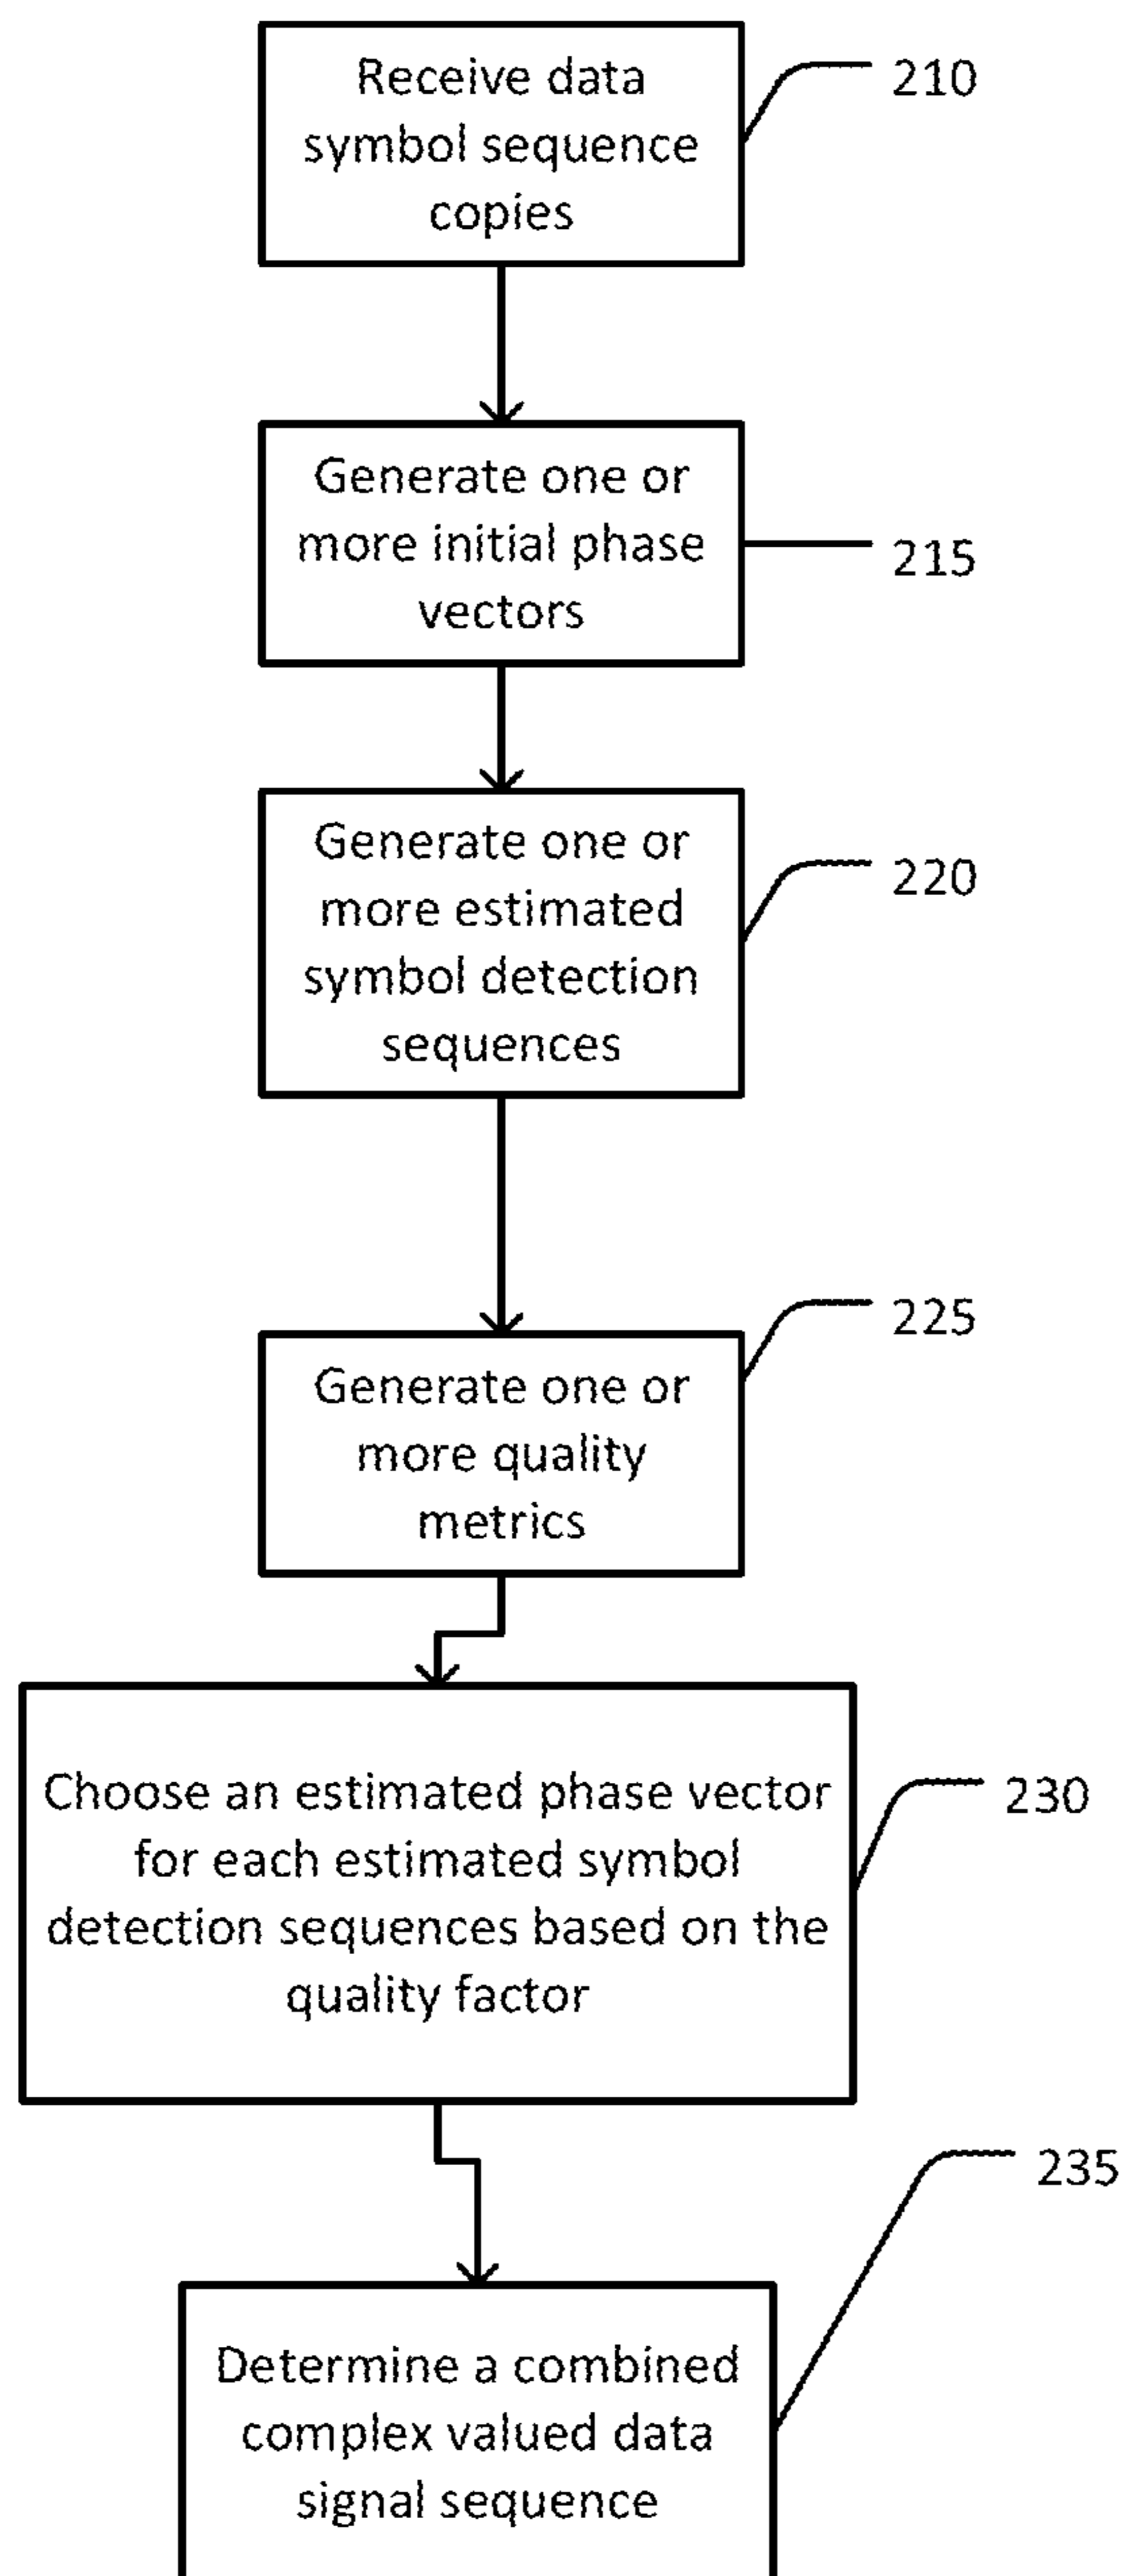 Receive data
symbol sequence
copies
210
Generate one or
more initial phase
vectors
215
Generate one or
more estimated
symbol detection
sequences
220
Generate one or
more quality
metrics
225
Choose an estimated phase vector
for each estimated symbol
detection sequences based on the
quality factor
230
Determine a combined
complex valued data
signal sequence
235